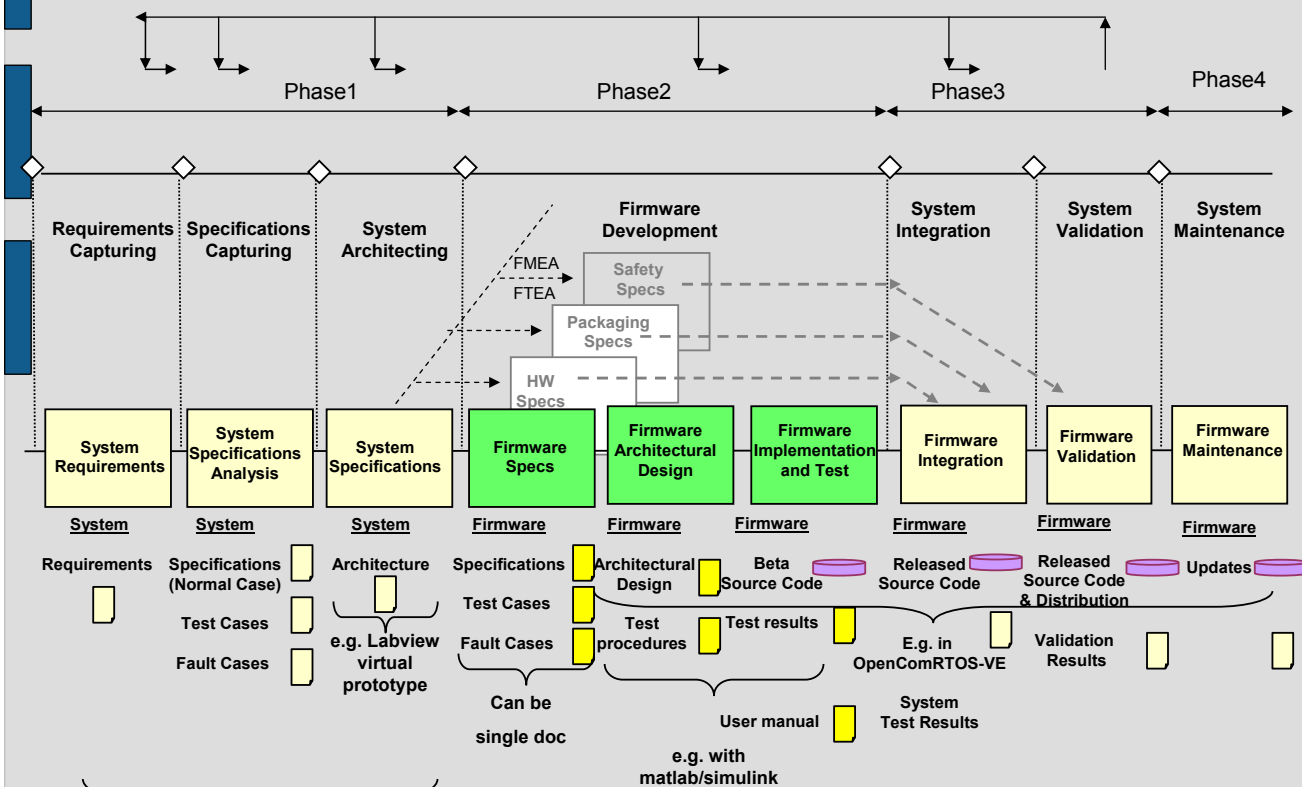 Phase1
Phase2
Phase3
Phase4
Requirements
Capturing
Specifications
Capturing
System
Architecting
Firmware
Development
System
Integration
System
Validation
System
Maintenance
FMEA
FTEA
Safety
Specs
Packaging
Specs
HW
Specs
System
Requirements
System
Specifications
Analysis
System
Specifications
Firmware
Specs
Firmware
Architectural
Design
Firmware
Implementation
and Test
Firmware
Integration
Firmware
Validation
Firmware
Maintenance
System
Requirements
System
Specifications
(Normal Case)
Test Cases
Fault Cases
System
Architecture
e.g. Labview
virtual
prototype
Firmware
Specifications
Test Cases
Fault Cases
Can be
single doc
Firmware
Architectural
Design
Test
procedures
Firmware
Beta
Source Code
Test results
User manual
e.g. with
matlab/simulink
Firmware
Released
Source Code
E.g. in
OpenComRTOS-VE
System
Test Results
Firmware
Released
Source Code
& Distribution
Validation
Results
Firmware
Updates